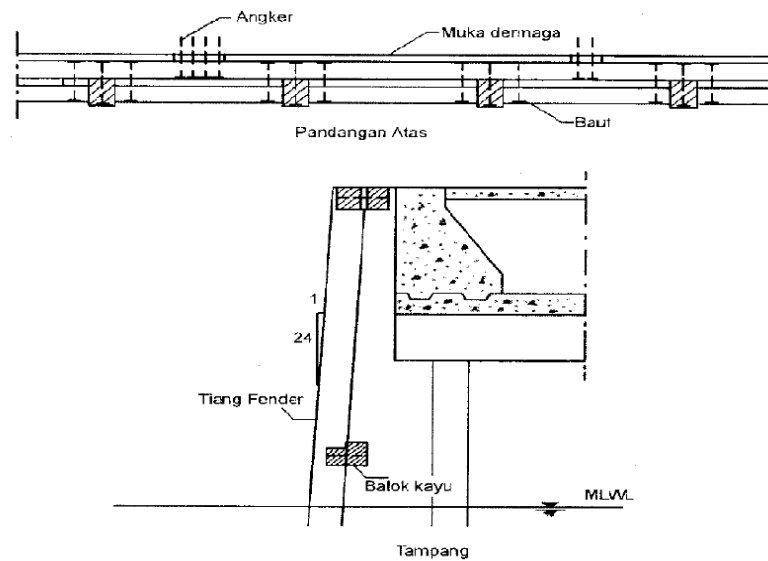 Angker
Muka dermaga
Baut
Pandangan Atas
1
24
Tiang Fender
Balok kayu
MLWL
Tampang